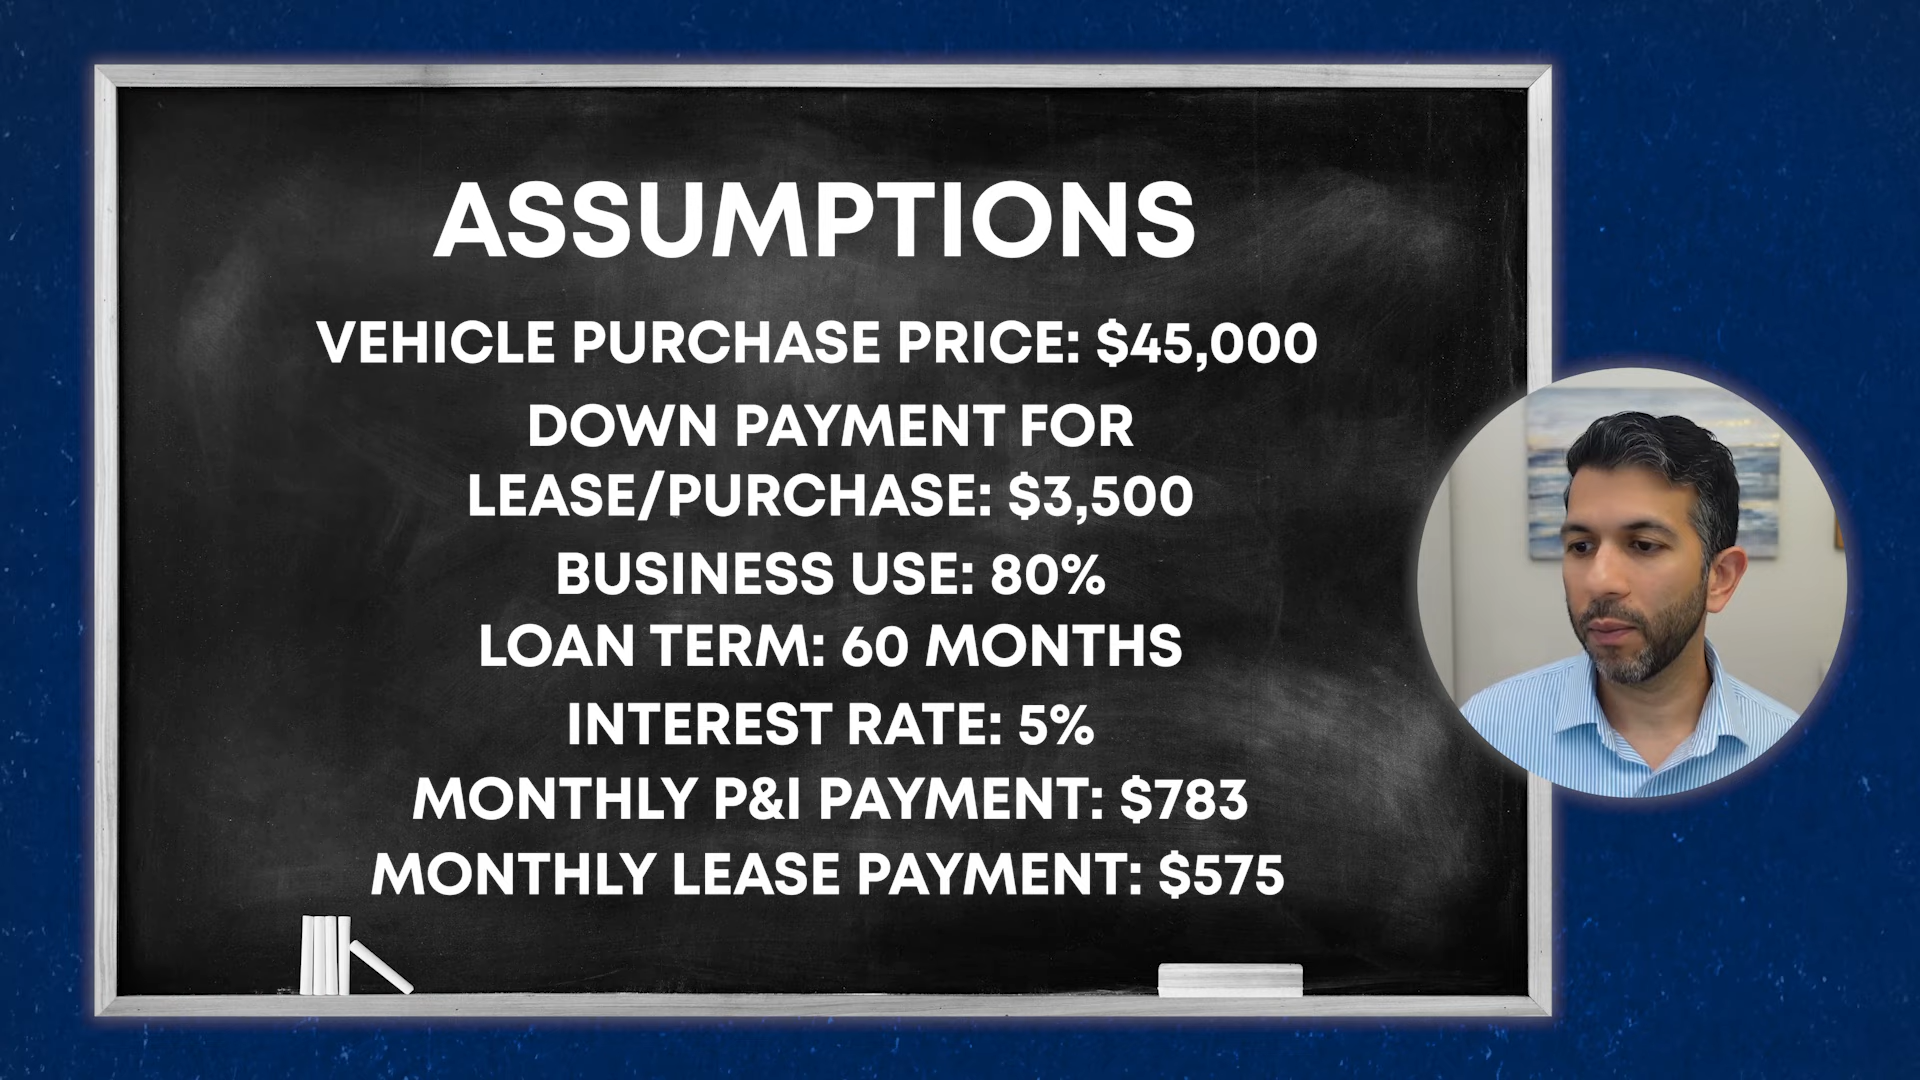 ASSUMPTIONS
VEHICLE PURCHASE PRICE: $45,000
DOWN PAYMENT FOR
LEASE/PURCHASE: $3,500
BUSINESS USE: 80%
LOAN TERM: 60 MONTHS
INTEREST RATE: 5%
MONTHLY P&I PAYMENT: $783
MONTHLY LEASE PAYMENT: $575